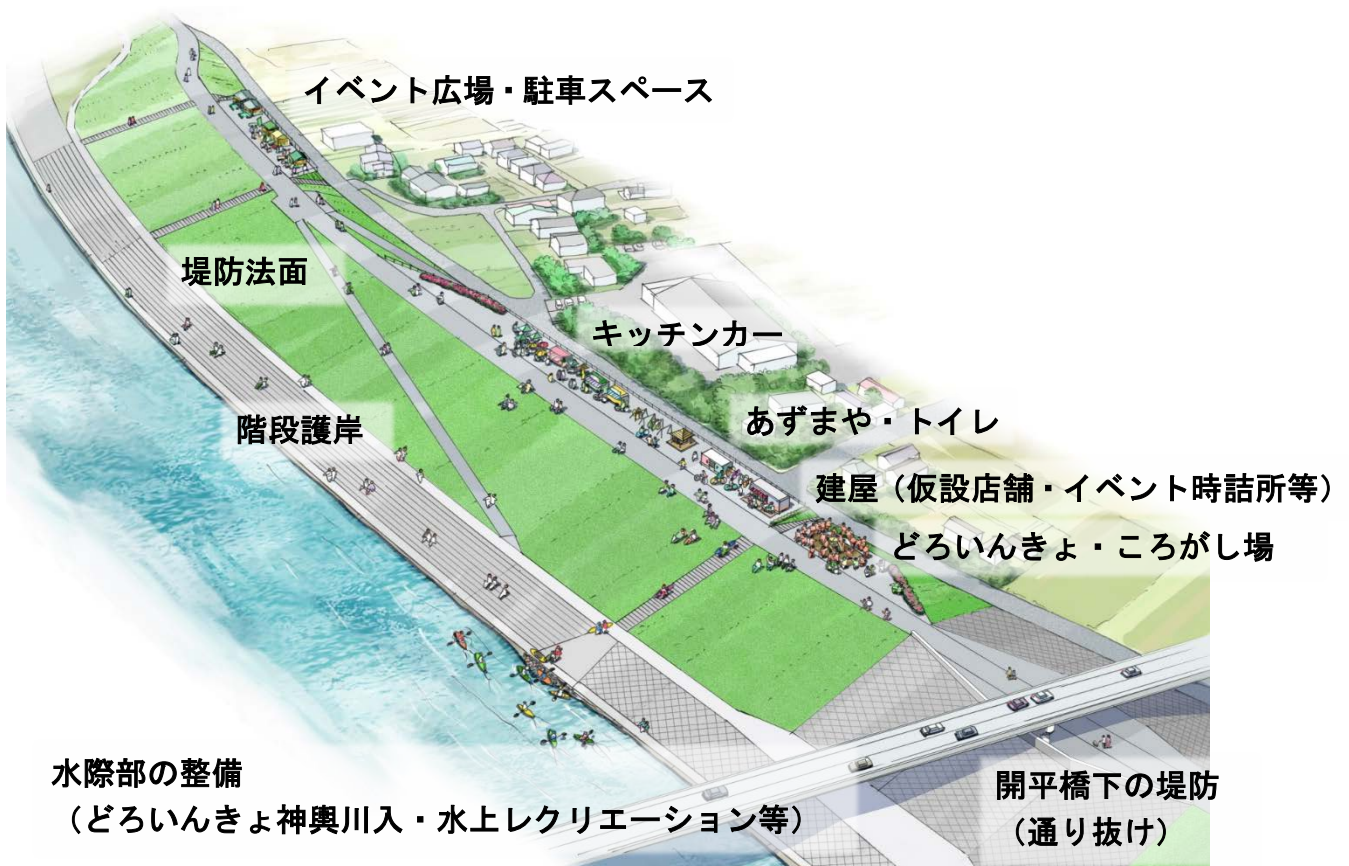 イベント広場・駐車スペース
堤防法面
キッチンカー
階段護岸
あずまや・トイレ
建屋（仮設店舗・イベント時詰所等）
どろいんきょ・ころがし場
水際部の整備
（どろいんきょ神輿川入・水上レクリエーション等）
開平橋下の堤防
（通り抜け）